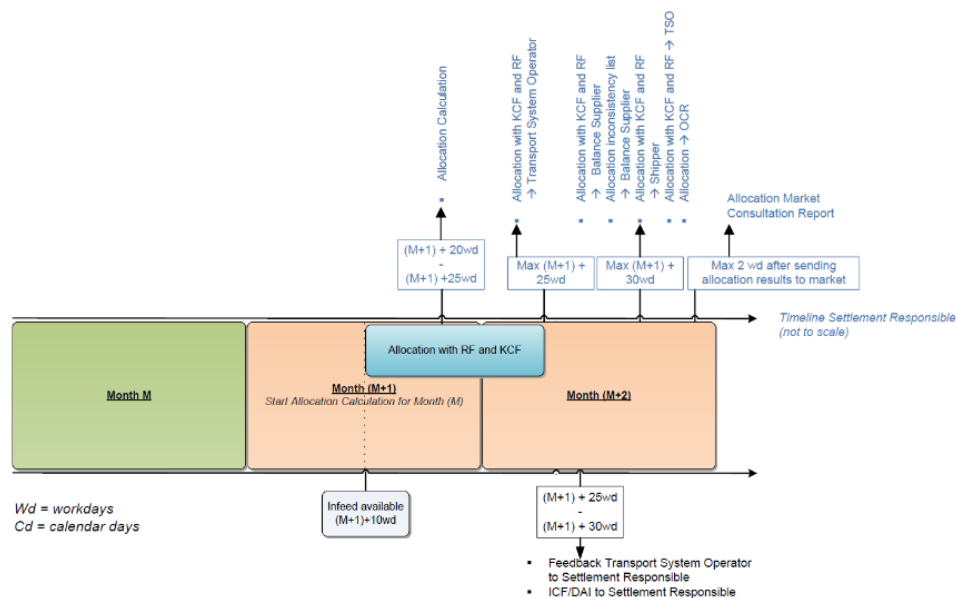 ▪ Allocation Calculation
▪ Allocation with KCF and RF
→ Transport System Operator
▪ Allocation with KCF and RF
→ Balance Supplier
▪ Allocation inconsistency list
→ Balance Supplier
▪ Allocation with KCF and RF
→ Shipper
▪ Allocation with KCF and RF → TSO
▪ Allocation → OCR
Allocation Market
Consultation Report
(M+1) + 20wd
-
(M+1) +25wd
Max (M+1) +
25wd
Max (M+1) +
30wd
Max 2 wd after sending
allocation results to market
Timeline Settlement Responsible
(not to scale)
Allocation with RF and KCF
Month M
Month (M+1)
Start Allocation Calculation for Month (M)
Month (M+2)
Wd = workdays
Cd = calendar days
Infeed available
(M+1)+10wd
(M+1) + 25wd
-
(M+1) + 30wd
▪ Feedback Transport System Operator
to Settlement Responsible
▪ ICF/DAI to Settlement Responsible